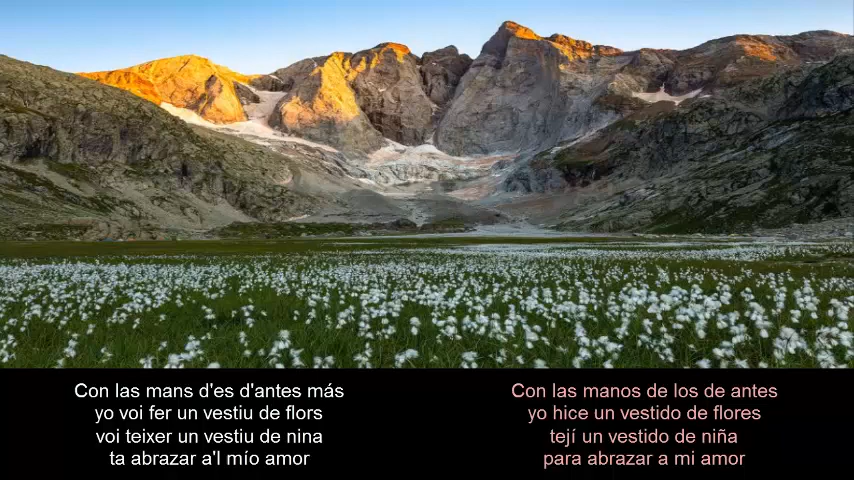 Con las mans d'es d'antes más
yo voi fer un vestiu de flors
voi teixer un vestiu de nina
ta abrazar a'l mío amor
Con las manos de los de antes
yo hice un vestido de flores
tejí un vestido de niña
para abrazar a mi amor